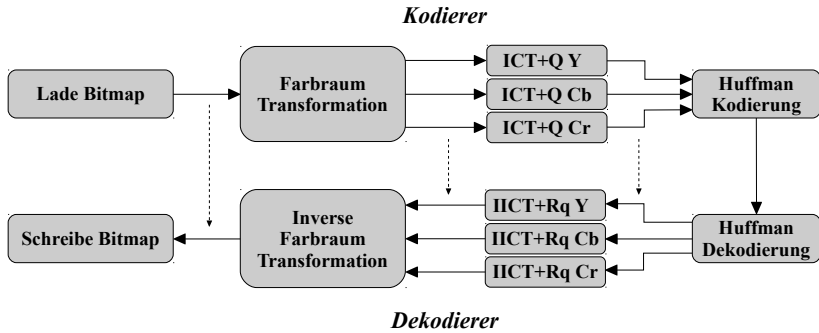 Kodierer
Lade Bitmap
Farbraum
Transformation
ICT+Q Y
ICT+Q Cb
ICT+Q Cr
Huffman
Kodierung
Schreibe Bitmap
Inverse
Farbraum
Transformation
IICT+Rq Y
IICT+Rq Cb
IICT+Rq Cr
Huffman
Dekodierung
Dekodierer